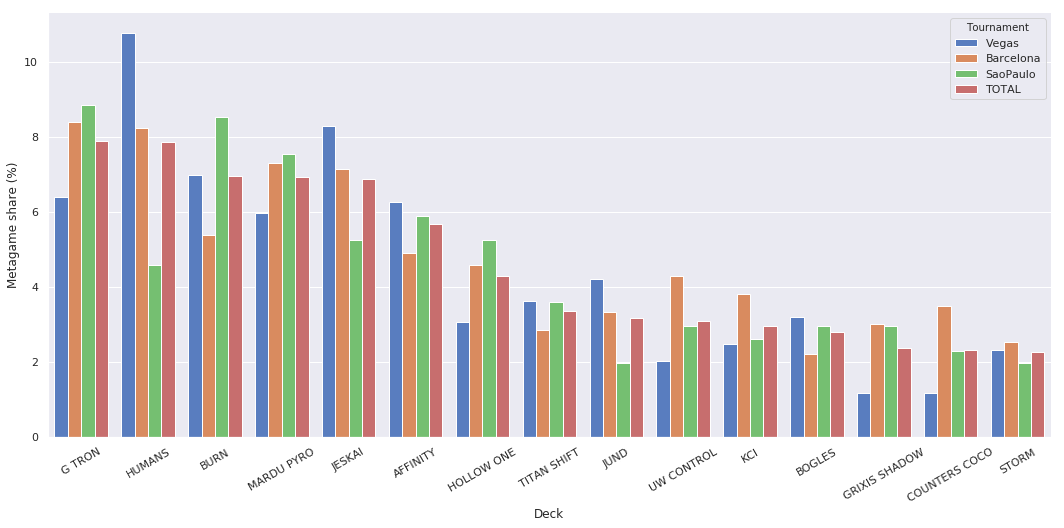 Tournament
Vegas
Barcelona
SaoPaulo
TOTAL
Metagame share (%)
10
8
6
4
2
0
G TRON
HUMANS
BURN
MARDU PYRO
JESKAI
AFFINITY
HOLLOW ONE
TITAN SHIFT
JUND
UW CONTROL
KCI
BOGLES
GRIXIS SHADOW
COUNTERS COCO
STORM
Deck